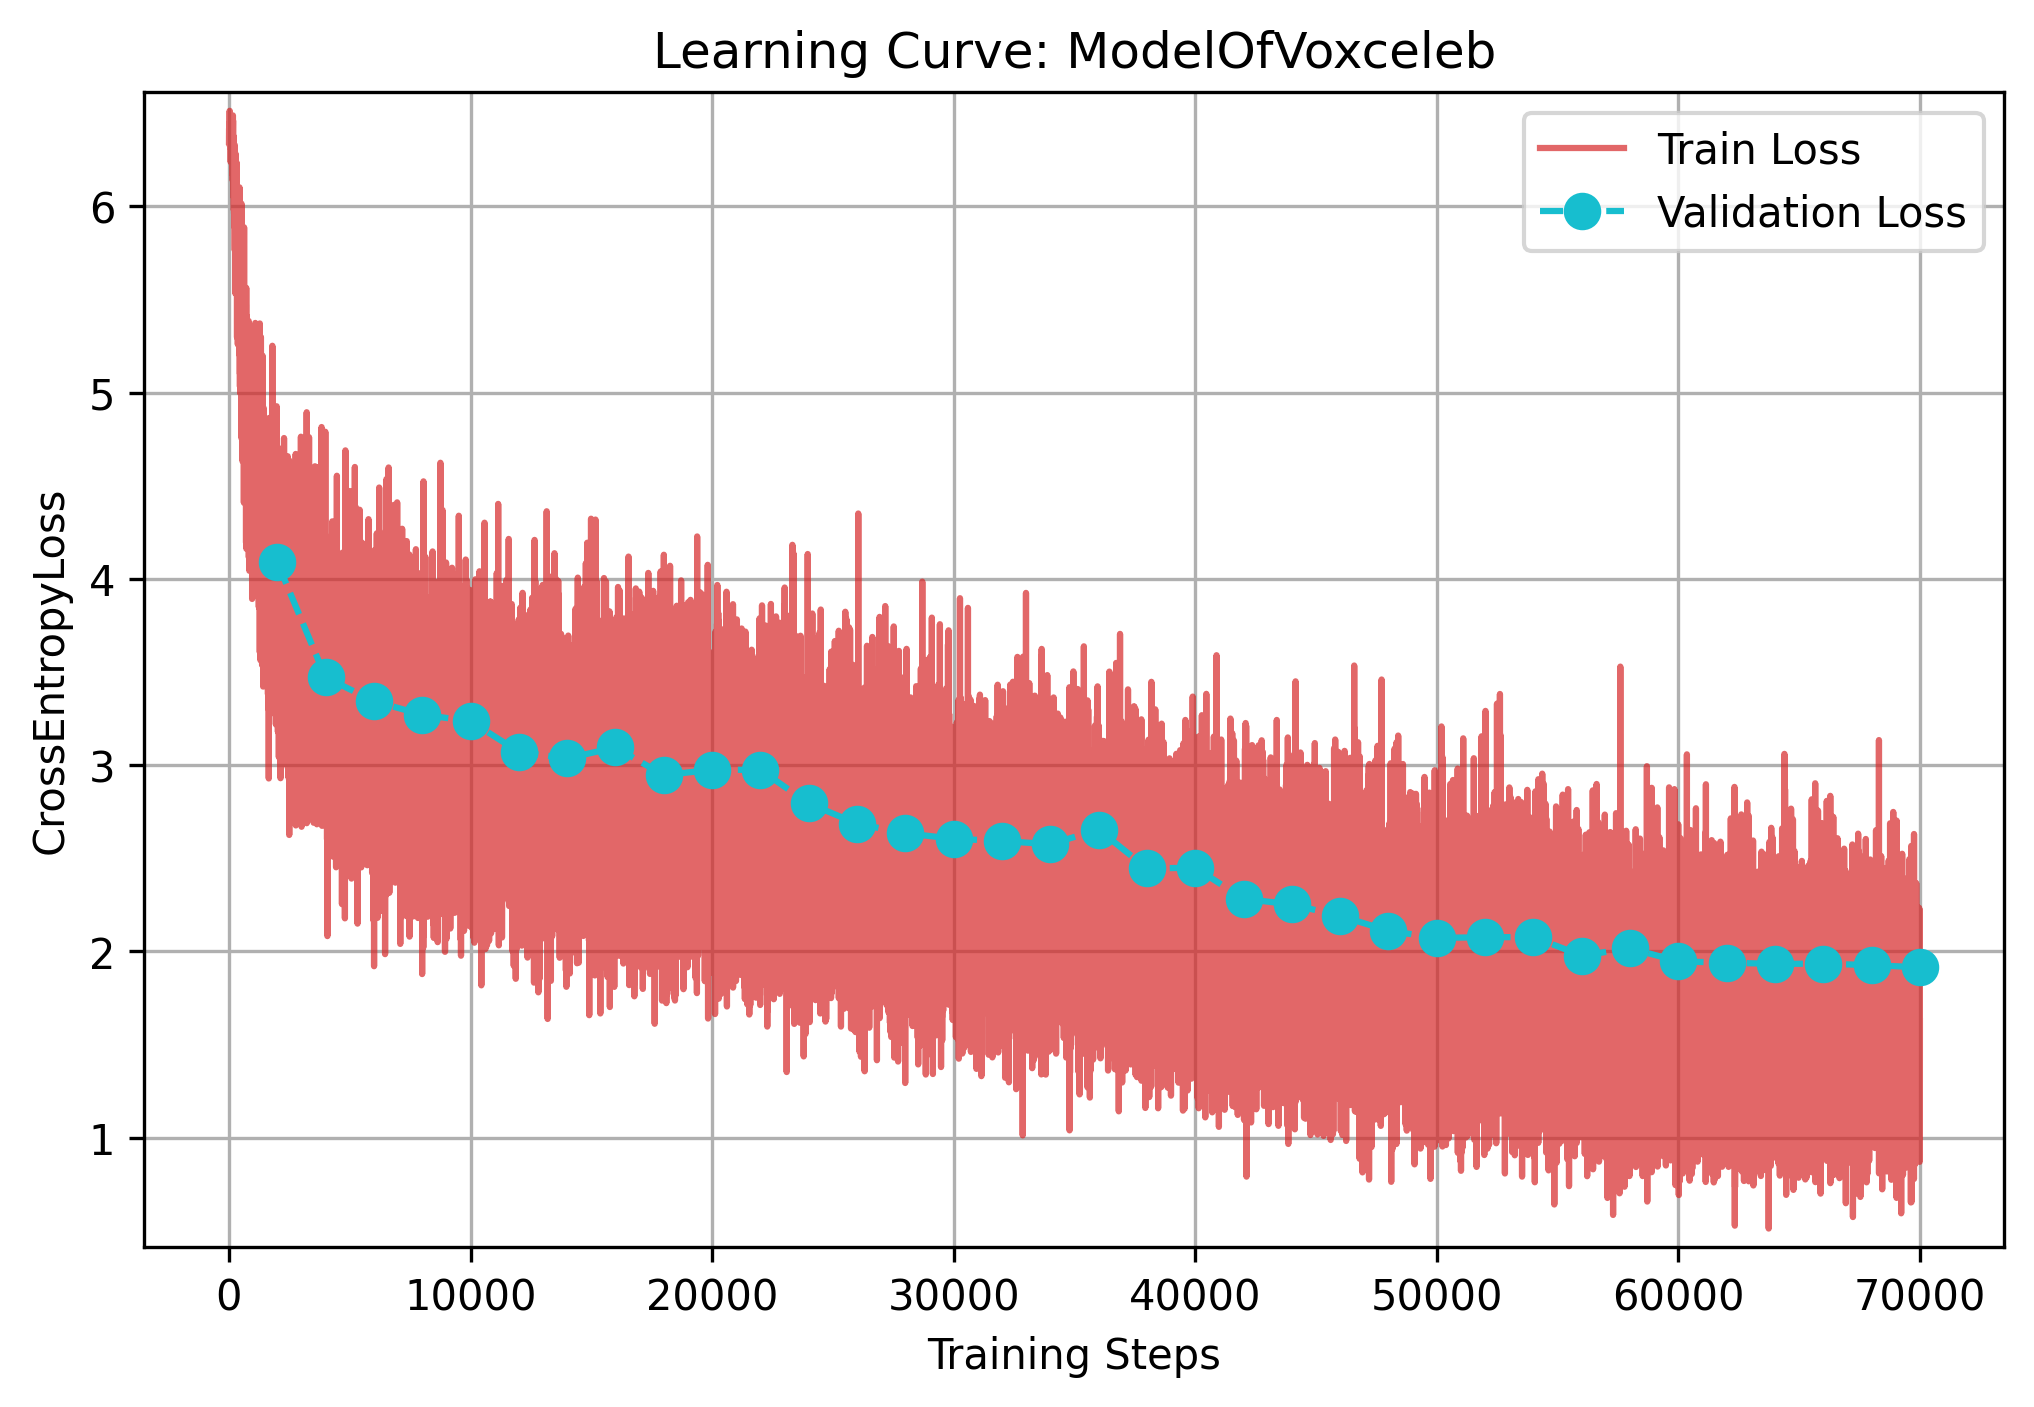 Learning Curve: ModelOfVoxceleb
Train Loss
Validation Loss
CrossEntropyLoss
6
5
4
3
2
1
0 10000 20000 30000 40000 50000 60000 70000
Training Steps